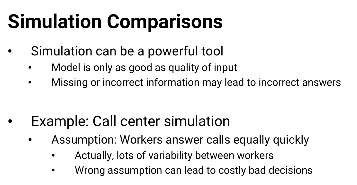 Simulation Comparisons
• Simulation can be a powerful tool
• Model is only as good as quality of input
• Missing or incorrect information may lead to incorrect answers
• Example: Call center simulation
• Assumption: Workers answer calls equally quickly
• Actually, lots of variability between workers
• Wrong assumption can lead to costly bad decisions